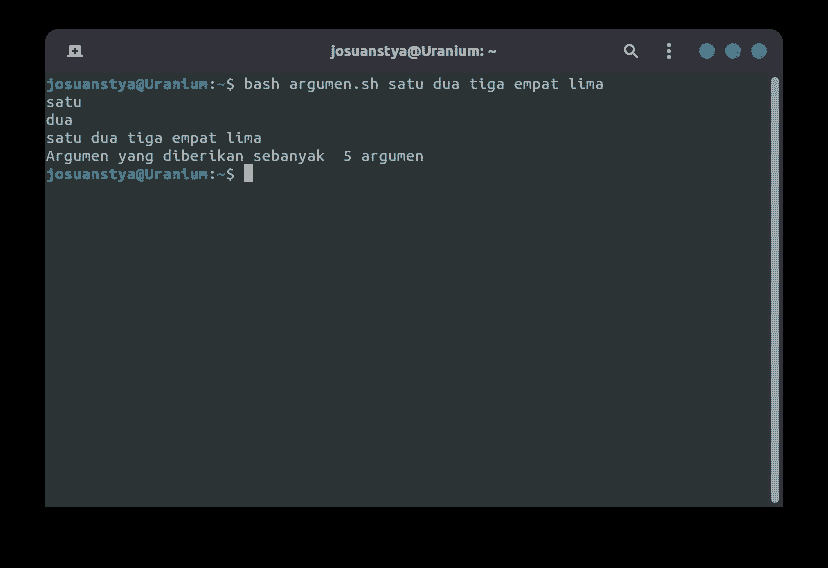 josuanstya@Uranium: ~
josuanstya@Uranium:~$ bash argumen.sh satu dua tiga empat lima
satu
dua
satu dua tiga empat lima
Argumen yang diberikan sebanyak  5 argumen
josuanstya@Uranium:~$